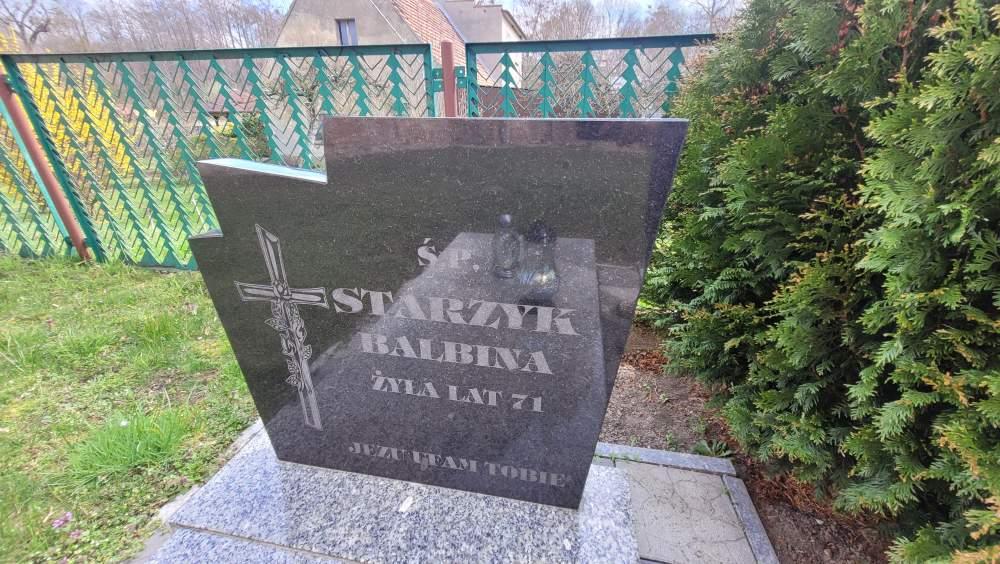 Ś.P.
STARZYK
BALBINA
ŻYŁA LAT 71
JEZU UFAM TOBIE